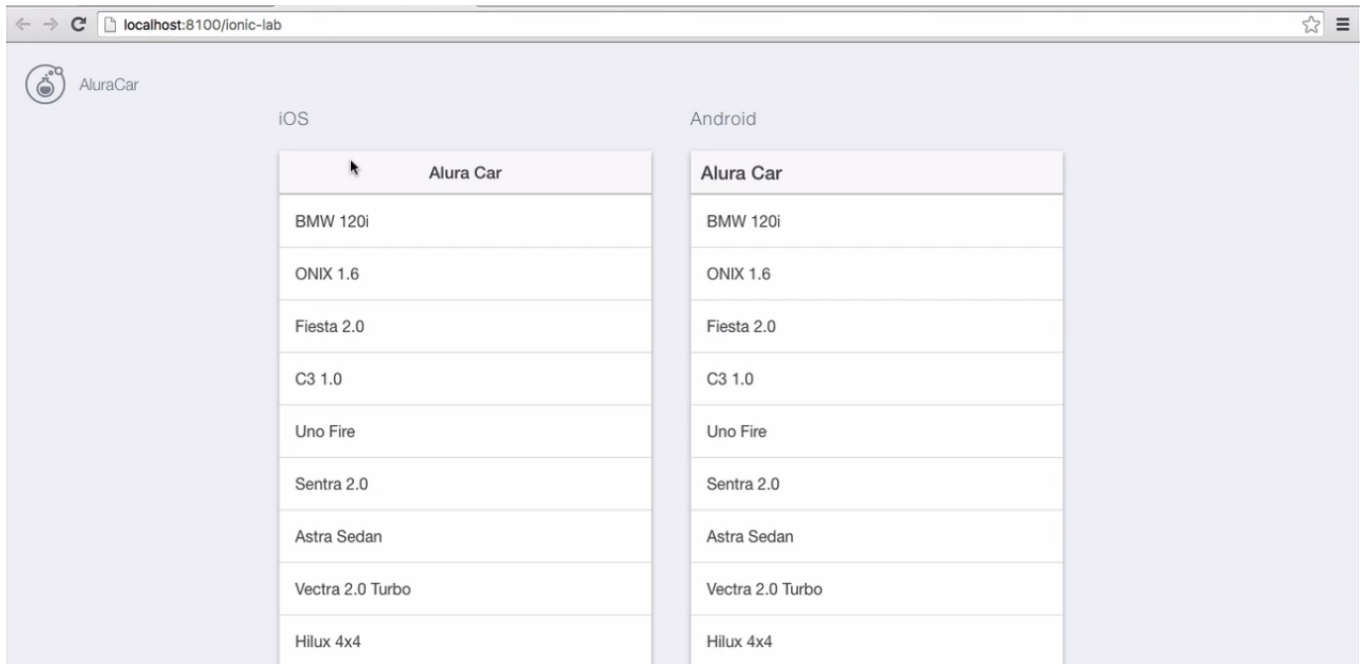 localhost:8100/ionic-lab
AluraCar
iOS
Alura Car
BMW 120i
ONIX 1.6
Fiesta 2.0
C3 1.0
Uno Fire
Sentra 2.0
Astra Sedan
Vectra 2.0 Turbo
Hilux 4x4
Android
Alura Car
BMW 120i
ONIX 1.6
Fiesta 2.0
C3 1.0
Uno Fire
Sentra 2.0
Astra Sedan
Vectra 2.0 Turbo
Hilux 4x4